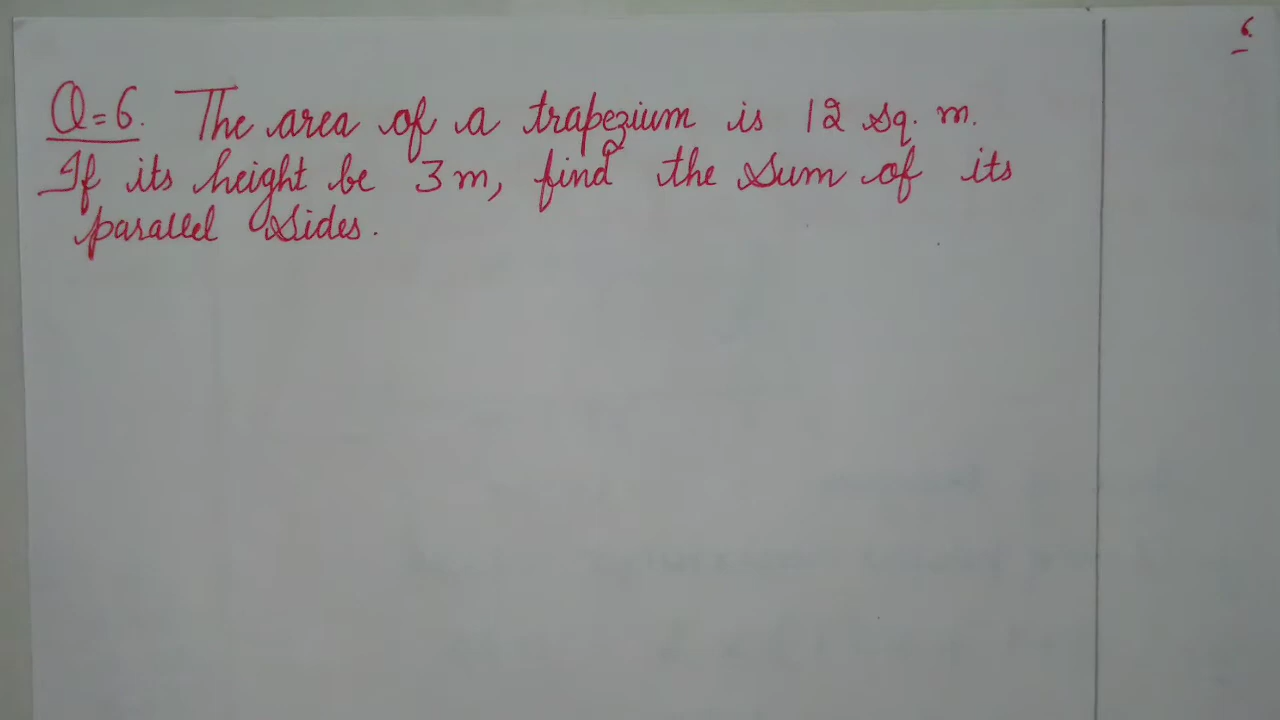 6.
Q=6. The area of a trapezium is 12 sq. m.
If its height be 3m, find the sum of its
parallel sides.